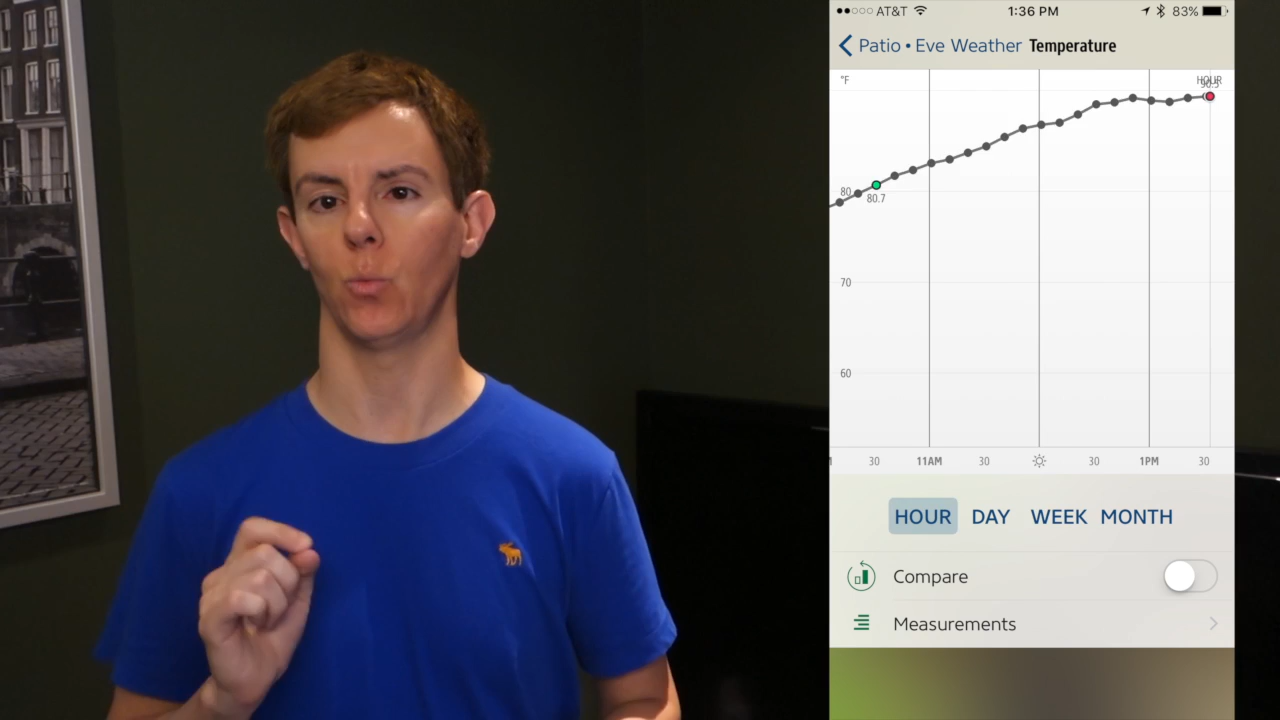 AT&T 1:36 PM 83%
Patio • Eve Weather Temperature
°F HOUR
80
80.7
70
60
30 11AM 30 30 1PM 30
HOUR DAY WEEK MONTH
Compare
Measurements